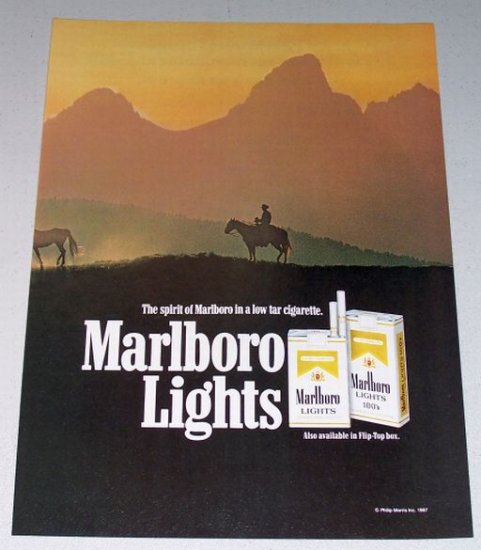 The spirit of Marlboro in a low tar cigarette.
Marlboro
Lights
Marlboro
LIGHTS
Marlboro
LIGHTS
100's
Also available in Flip-Top box.
© Philip Morris Inc. 1987